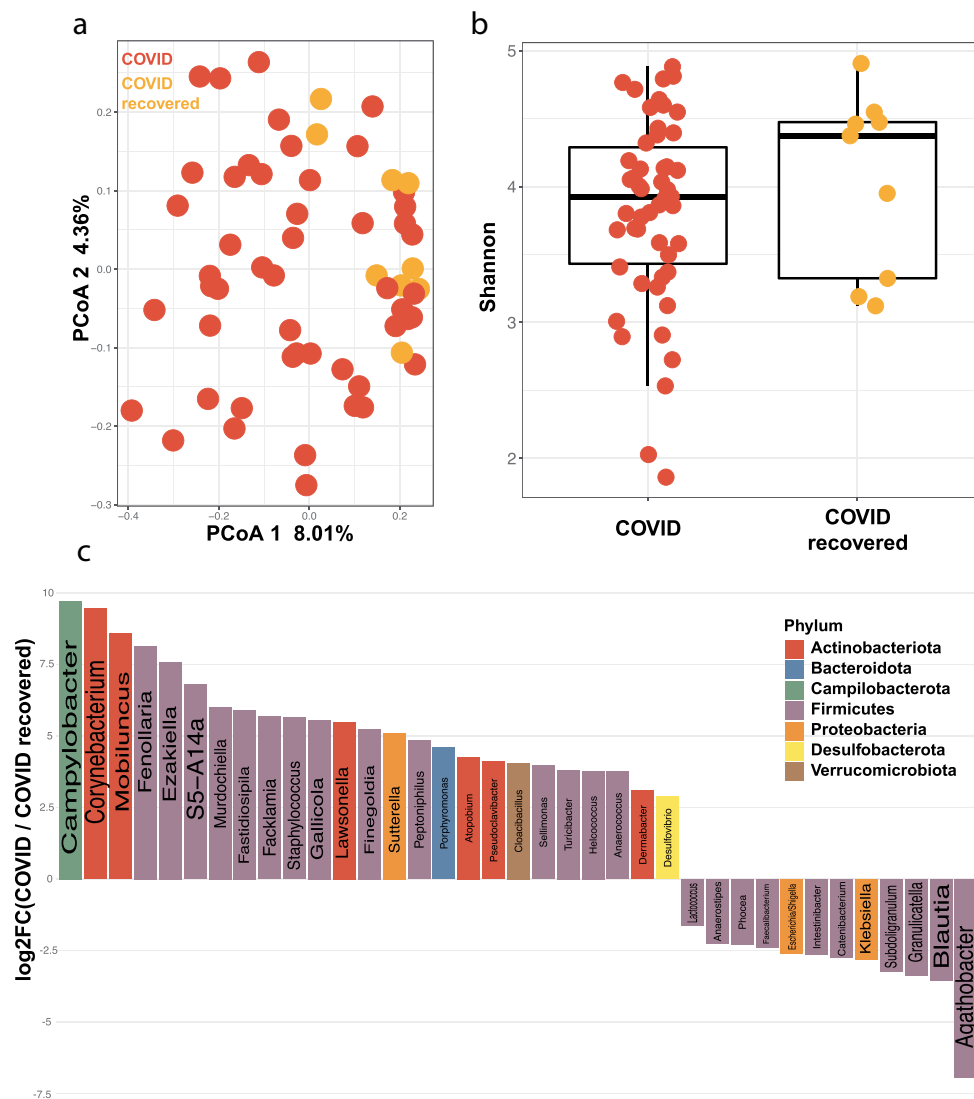 a
COVID
COVID
recovered
0.2
0.1
0.0
−0.1
−0.2
−0.3
PCoA 2 4.36%
−0.4
−0.2
0.0
0.2
PCoA 1 8.01%
b
5
4
3
2
Shannon
COVID
COVID
recovered
c
10
7.5
5
2.5
0
-2.5
-5
-7.5
log2FC(COVID / COVID recovered)
Campylobacter
Corynebacterium
Mobiluncus
Fenollaria
Ezakiella
S5−A14a
Murdochiella
Fastidiosipila
Facklamia
Staphylococcus
Gallicola
Lawsonella
Finegoldia
Sutterella
Peptoniphilus
Porphyromonas
Atopobium
Pseudoclavibacter
Cloacibacillus
Sellimonas
Turicibacter
Helcococcus
Anaerococcus
Dermabacter
Desulfovibrio
Lactococcus
Anaerostipes
Phocea
Faecalibacterium
Escherichia/Shigella
Intestinibacter
Catenibacterium
Klebsiella
Subdoligranulum
Granulicatella
Blautia
Agathobacter
Phylum
Actinobacteriota
Bacteroidota
Campilobacterota
Firmicutes
Proteobacteria
Desulfobacterota
Verrucomicrobiota